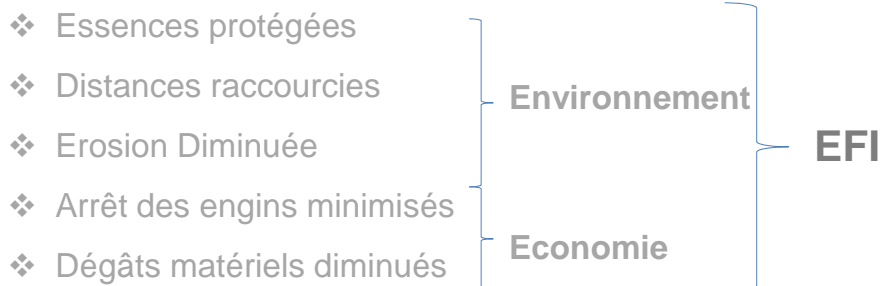 ❖ Essences protégées
❖ Distances raccourcies
Environnement
❖ Erosion Diminuée
EFI
❖ Arrêt des engins minimisés
Economie
❖ Dégâts matériels diminués